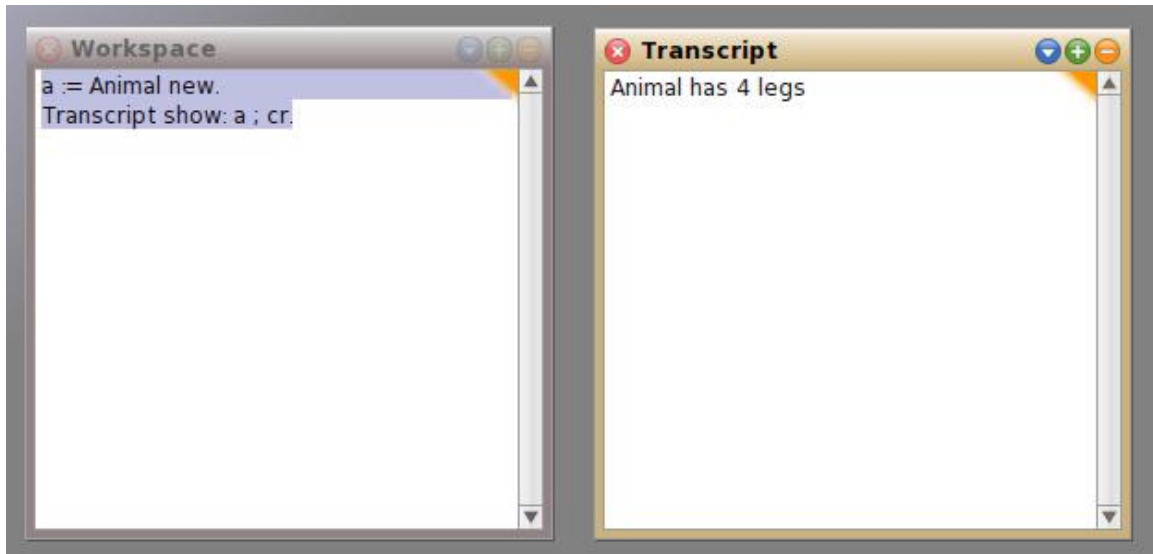 Workspace
a := Animal new.
Transcript show: a ; cr.
Transcript
Animal has 4 legs